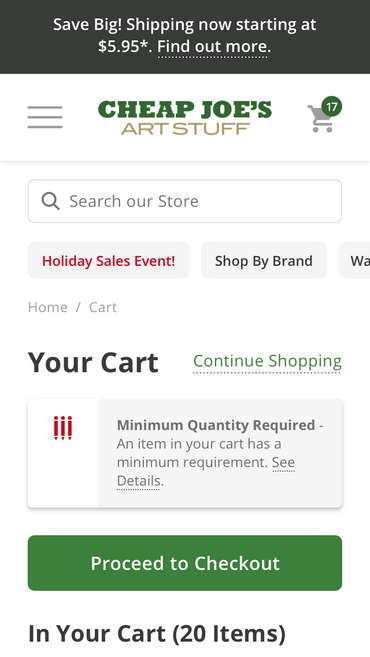 Save Big! Shipping now starting at
$5.95*. Find out more.
17
CHEAP JOE'S
ART STUFF
Search our Store
Holiday Sales Event!
Shop By Brand
Wa
Home / Cart
Your Cart
Continue Shopping
Minimum Quantity Required -
An item in your cart has a
minimum requirement. See
Details.
Proceed to Checkout
In Your Cart (20 Items)